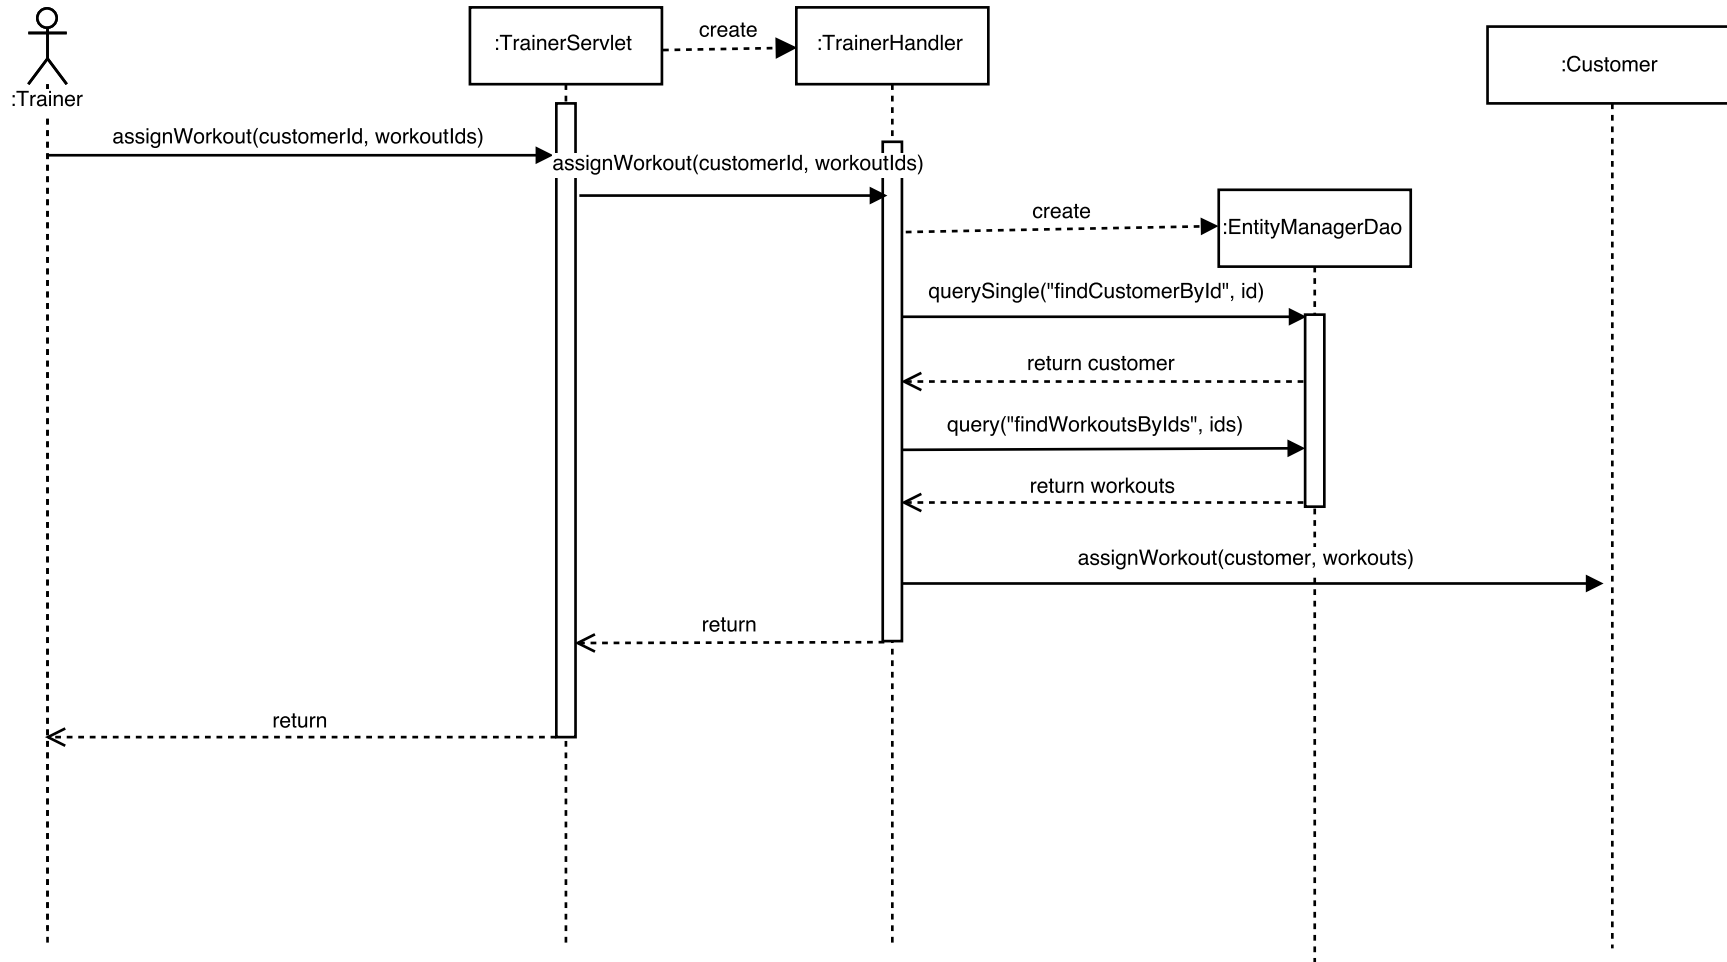 create
:TrainerServlet
:TrainerHandler
:Customer
:Trainer
assignWorkout(customerId, workoutIds)
assignWorkout(customerId, workoutIds)
create
:EntityManagerDao
querySingle("findCustomerById", id)
return customer
query("findWorkoutsByIds", ids)
return workouts
assignWorkout(customer, workouts)
return
return